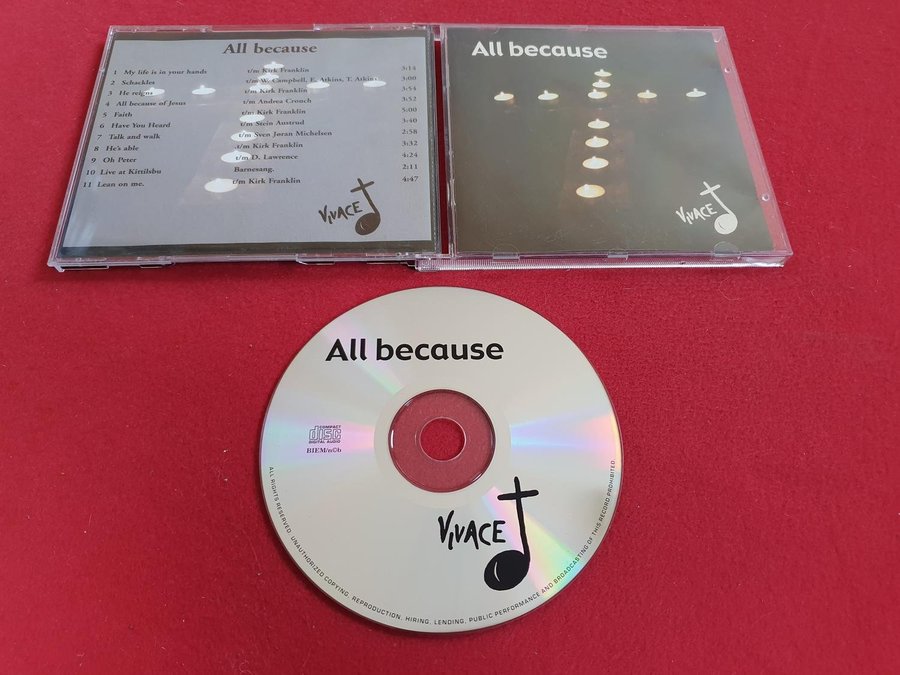 All because
1 My life is in your hands t/m Kirk Franklin 3:14
2 Schackles t/m W. Campbell, E. Atkins, T. Atkins 3:00
3 He reigns t/m Kirk Franklin 3:54
4 All because of Jesus t/m Andrea Crouch 3:52
5 Faith t/m Kirk Franklin 5:00
6 Have You Heard t/m Stein Austrud 3:40
7 Talk and walk t/m Sven Jøran Michelsen 2:58
8 He's able t/m Kirk Franklin 3:32
9 Oh Peter t/m D. Lawrence 4:24
10 Live at Kittilsbu Barnesang. 2:11
11 Lean on me. t/m Kirk Franklin 4:47
VIVACE
All because
VIVACE
All because
COMPACT
disc
DIGITAL AUDIO
BIEM/n©b
VIVACE
ALL RIGHTS RESERVED. UNAUTHORIZED COPYING, REPRODUCTION, HIRING, LENDING, PUBLIC PERFORMANCE AND BROADCASTING OF THIS RECORD PROHIBITED.